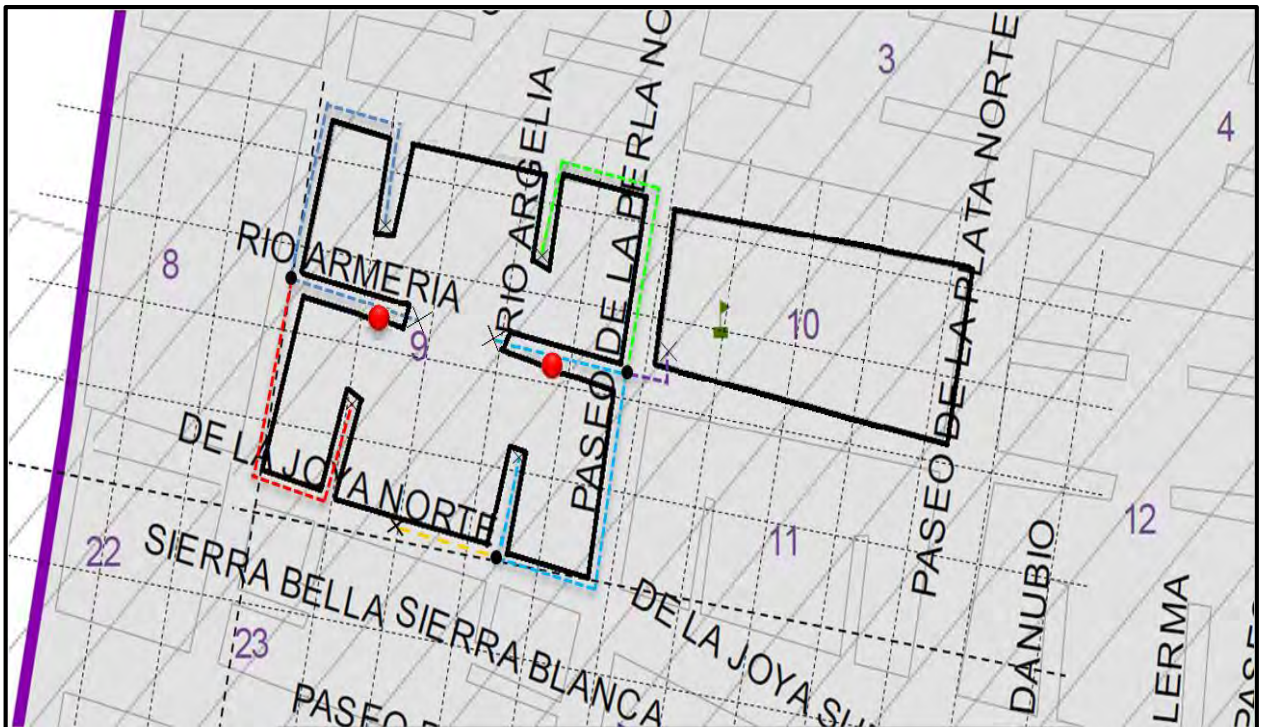 3
4
PASEO DE LA PERLA NO
PASEO DE LA PLATA NORTE
RIO ARGELIA
RIO ARMERIA
8
9
10
DE LA JOYA NORTE
11
12
22
SIERRA BELLA SIERRA BLANCA
23
DE LA JOYA SU
DANUBIO
LERMA